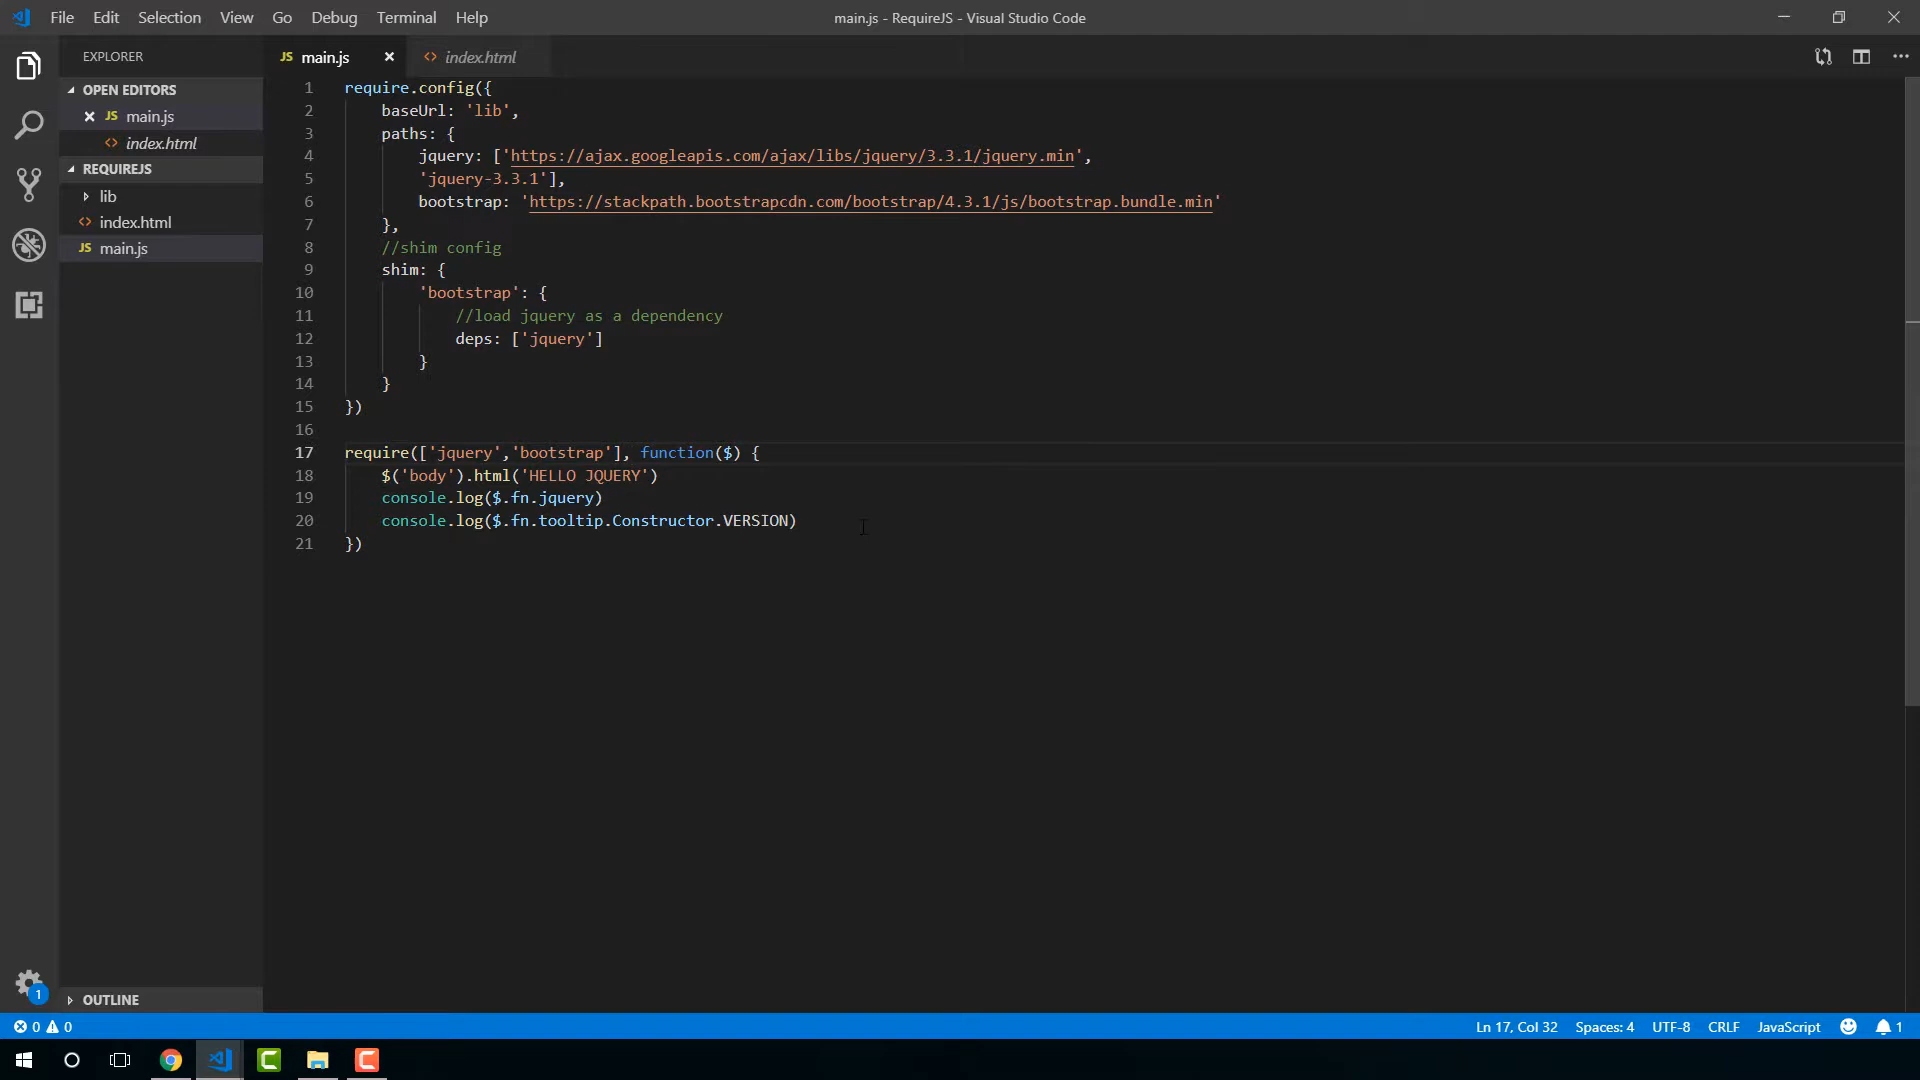 File Edit Selection View Go Debug Terminal Help
main.js - RequireJS - Visual Studio Code
EXPLORER
OPEN EDITORS
JS main.js
<> index.html
REQUIREJS
lib
<> index.html
JS main.js
OUTLINE
JS main.js
<> index.html
1 require.config({
2 baseUrl: 'lib',
3 paths: {
4 jquery: ['https://ajax.googleapis.com/ajax/libs/jquery/3.3.1/jquery.min',
5 'jquery-3.3.1'],
6 bootstrap: 'https://stackpath.bootstrapcdn.com/bootstrap/4.3.1/js/bootstrap.bundle.min'
7 },
8 //shim config
9 shim: {
10 'bootstrap': {
11 //load jquery as a dependency
12 deps: ['jquery']
13 }
14 }
15 })
16
17 require(['jquery','bootstrap'], function($) {
18 $('body').html('HELLO JQUERY')
19 console.log($.fn.jquery)
20 console.log($.fn.tooltip.Constructor.VERSION)
21 })
1
0 0
Ln 17, Col 32 Spaces: 4 UTF-8 CRLF JavaScript 1